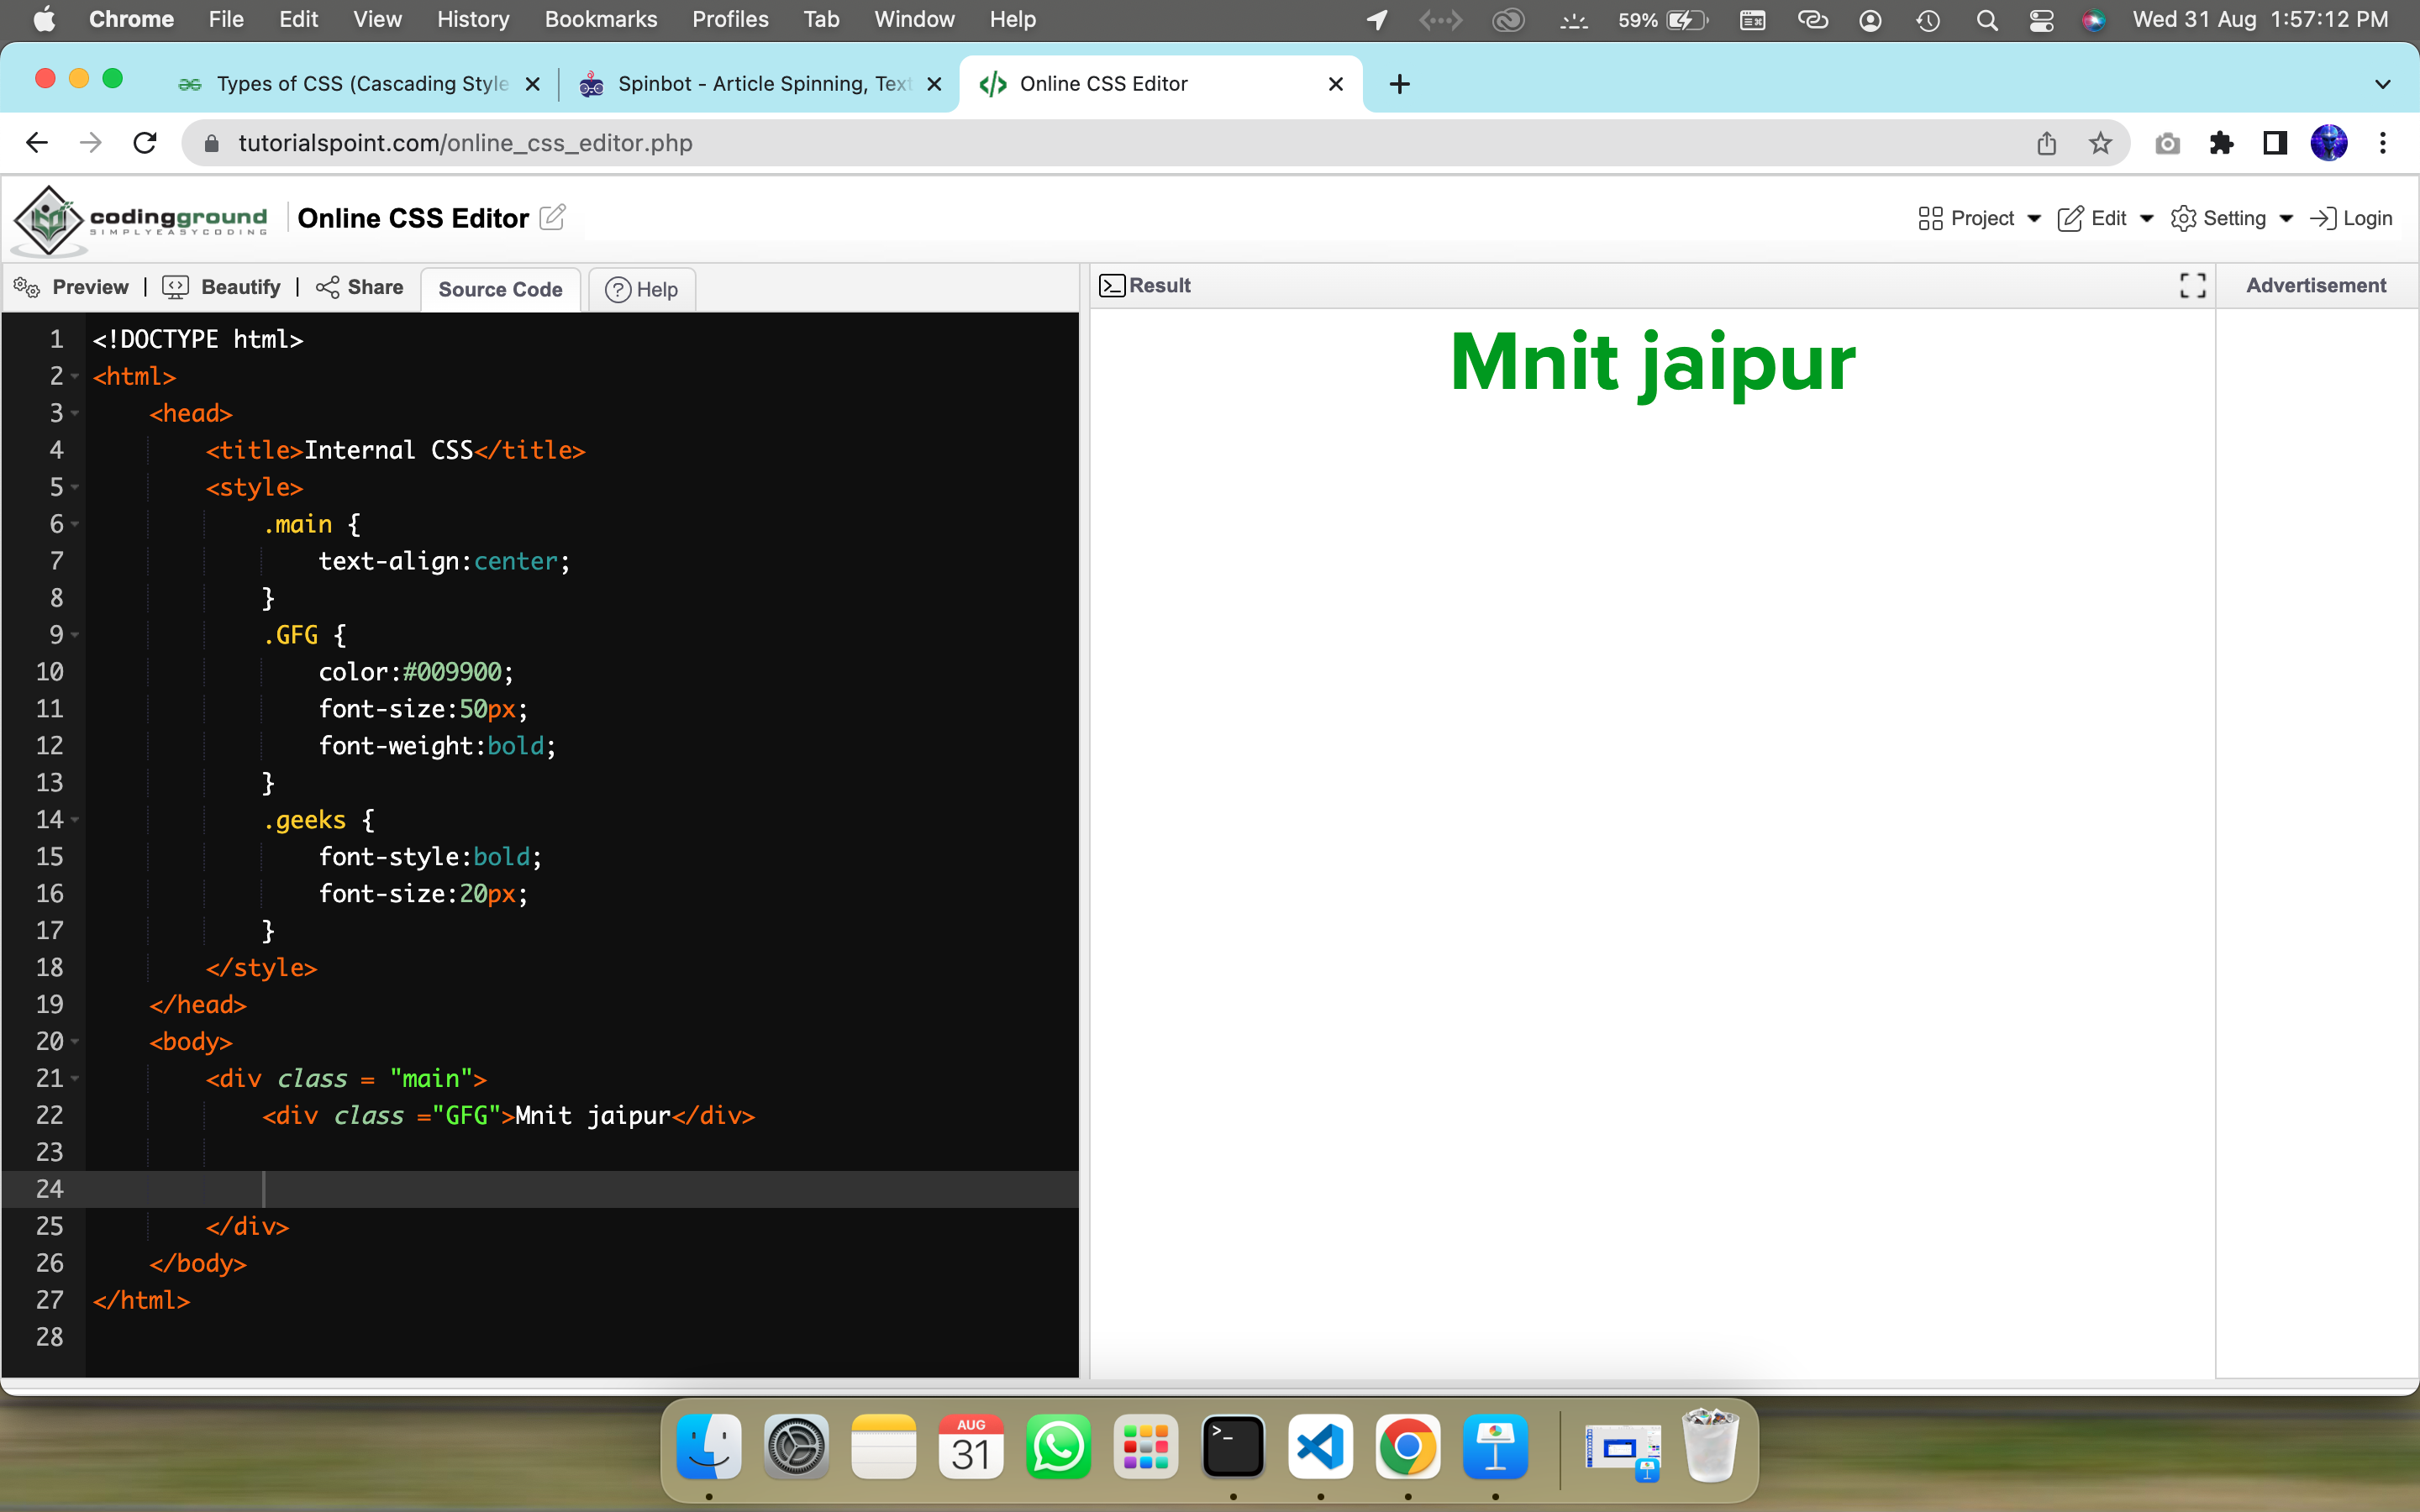 Chrome File Edit View History Bookmarks Profiles Tab Window Help 59% Wed 31 Aug 1:57:12 PM
Types of CSS (Cascading Style Spinbot - Article Spinning, Text Online CSS Editor
tutorialspoint.com/online_css_editor.php
codingground Online CSS Editor Project Edit Setting Login
SIMPLYEASYCODING
Preview | Beautify | Share Source Code Help Result Advertisement
1 <!DOCTYPE html>
2 <html>
3 <head>
4 <title>Internal CSS</title>
5 <style>
6 .main {
7 text-align:center;
8 }
9 .GFG {
10 color:#009900;
11 font-size:50px;
12 font-weight:bold;
13 }
14 .geeks {
15 font-style:bold;
16 font-size:20px;
17 }
18 </style>
19 </head>
20 <body>
21 <div class = "main">
22 <div class ="GFG">Mnit jaipur</div>
23
24
25 </div>
26 </body>
27 </html>
28
Mnit jaipur
AUG
31